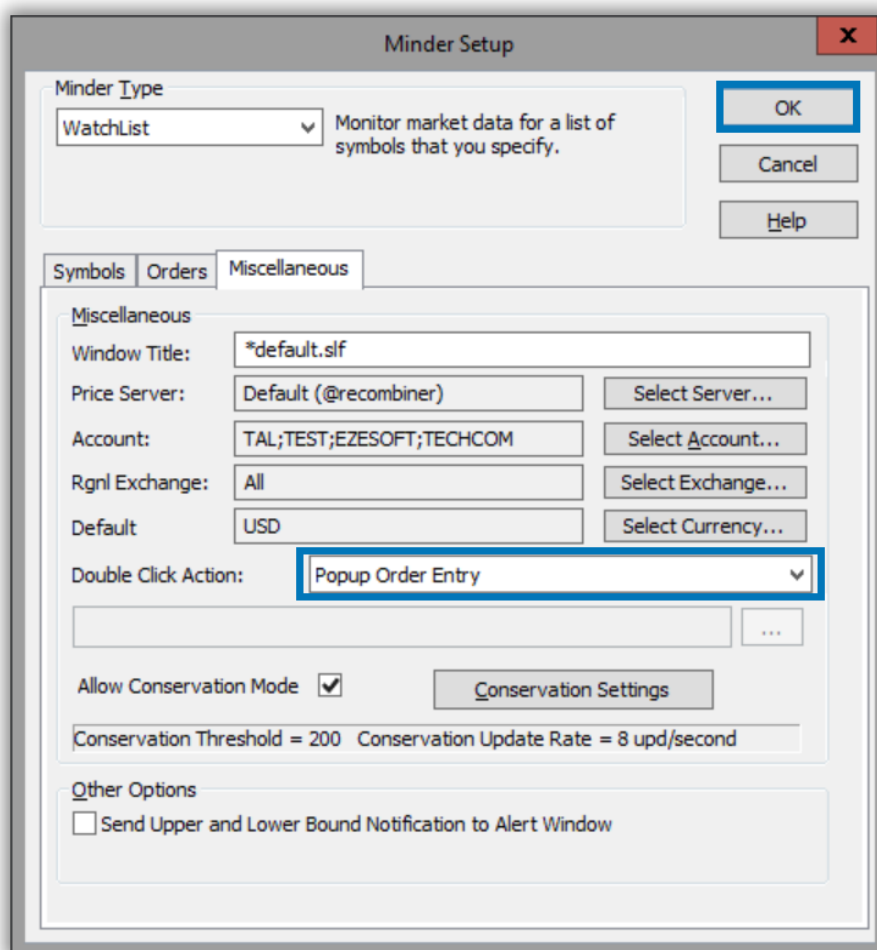 Minder Setup
x
Minder Type
WatchList
Monitor market data for a list of
symbols that you specify.
OK
Cancel
Help
Symbols
Orders
Miscellaneous
Miscellaneous
Window Title:
*default.slf
Price Server:
Default (@recombiner)
Select Server...
Account:
TAL;TEST;EZESOFT;TECHCOM
Select Account...
Rgnl Exchange:
All
Select Exchange...
Default
USD
Select Currency...
Double Click Action:
Popup Order Entry
...
Allow Conservation Mode
Conservation Settings
Conservation Threshold = 200 Conservation Update Rate = 8 upd/second
Other Options
Send Upper and Lower Bound Notification to Alert Window